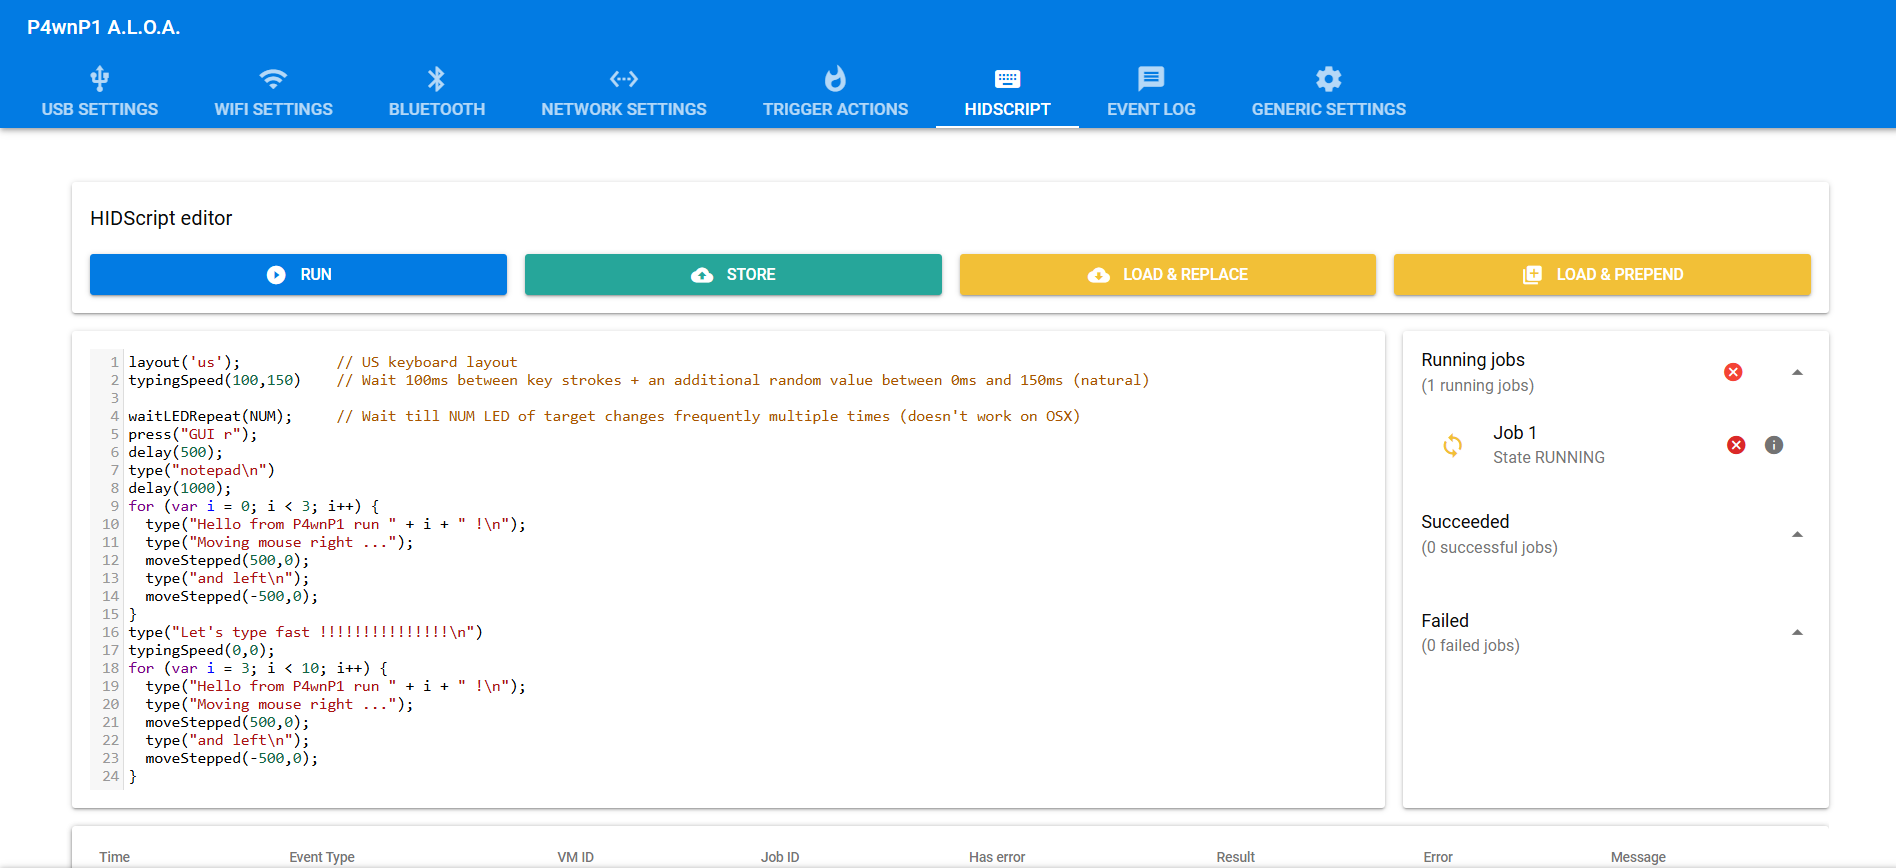 P4wnP1 A.L.O.A.
USB SETTINGS
WIFI SETTINGS
BLUETOOTH
NETWORK SETTINGS
TRIGGER ACTIONS
HIDSCRIPT
EVENT LOG
GENERIC SETTINGS
HIDScript editor
RUN
STORE
LOAD & REPLACE
LOAD & PREPEND
1 layout('us'); // US keyboard layout
2 typingSpeed(100,150) // Wait 100ms between key strokes + an additional random value between 0ms and 150ms (natural)
3
4 waitLEDRepeat(NUM); // Wait till NUM LED of target changes frequently multiple times (doesn't work on OSX)
5 press("GUI r");
6 delay(500);
7 type("notepad\n")
8 delay(1000);
9 for (var i = 0; i < 3; i++) {
10 type("Hello from P4wnP1 run " + i + " !\n");
11 type("Moving mouse right ...");
12 moveStepped(500,0);
13 type("and left\n");
14 moveStepped(-500,0);
15 }
16 type("Let's type fast !!!!!!!!!!!!!!!\n")
17 typingSpeed(0,0);
18 for (var i = 3; i < 10; i++) {
19 type("Hello from P4wnP1 run " + i + " !\n");
20 type("Moving mouse right ...");
21 moveStepped(500,0);
22 type("and left\n");
23 moveStepped(-500,0);
24 }
Running jobs
(1 running jobs)
Job 1
State RUNNING
Succeeded
(0 successful jobs)
Failed
(0 failed jobs)
Time Event Type VM ID Job ID Has error Result Error Message